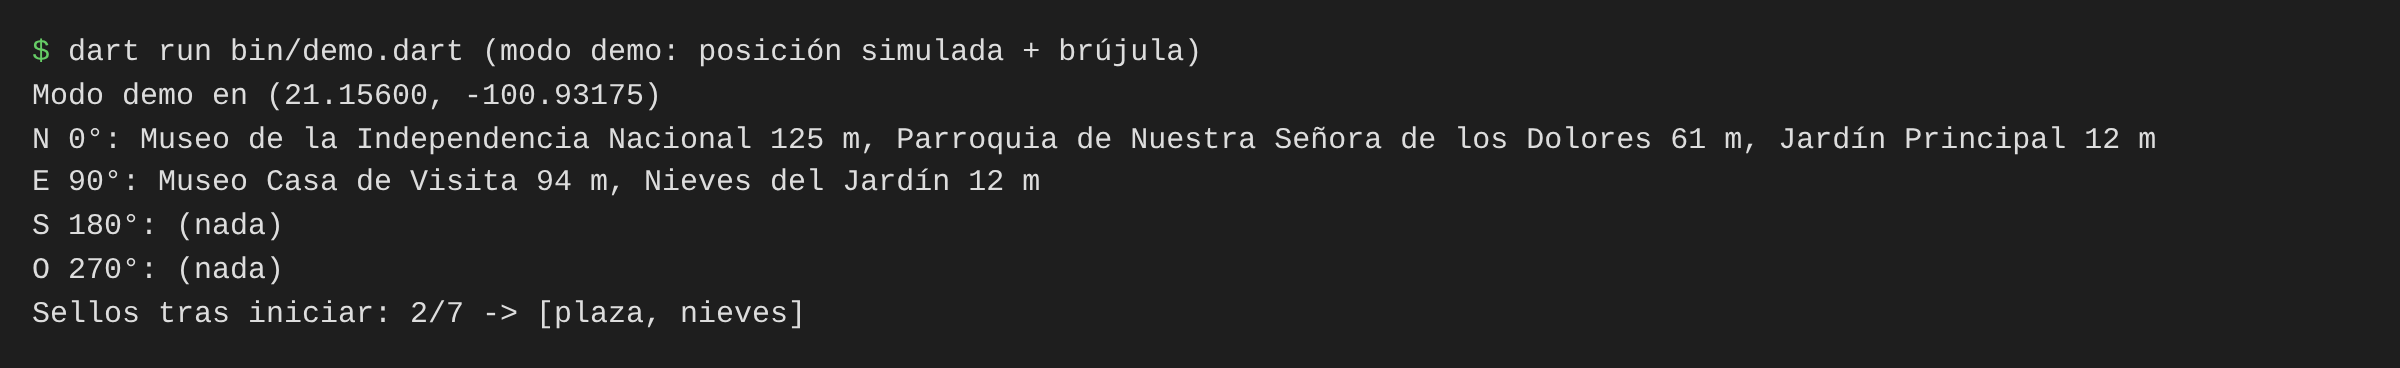 $ dart run bin/demo.dart (modo demo: posición simulada + brújula)
Modo demo en (21.15600, -100.93175)
N 0°: Museo de la Independencia Nacional 125 m, Parroquia de Nuestra Señora de los Dolores 61 m, Jardín Principal 12 m
E 90°: Museo Casa de Visita 94 m, Nieves del Jardín 12 m
S 180°: (nada)
O 270°: (nada)
Sellos tras iniciar: 2/7 -> [plaza, nieves]